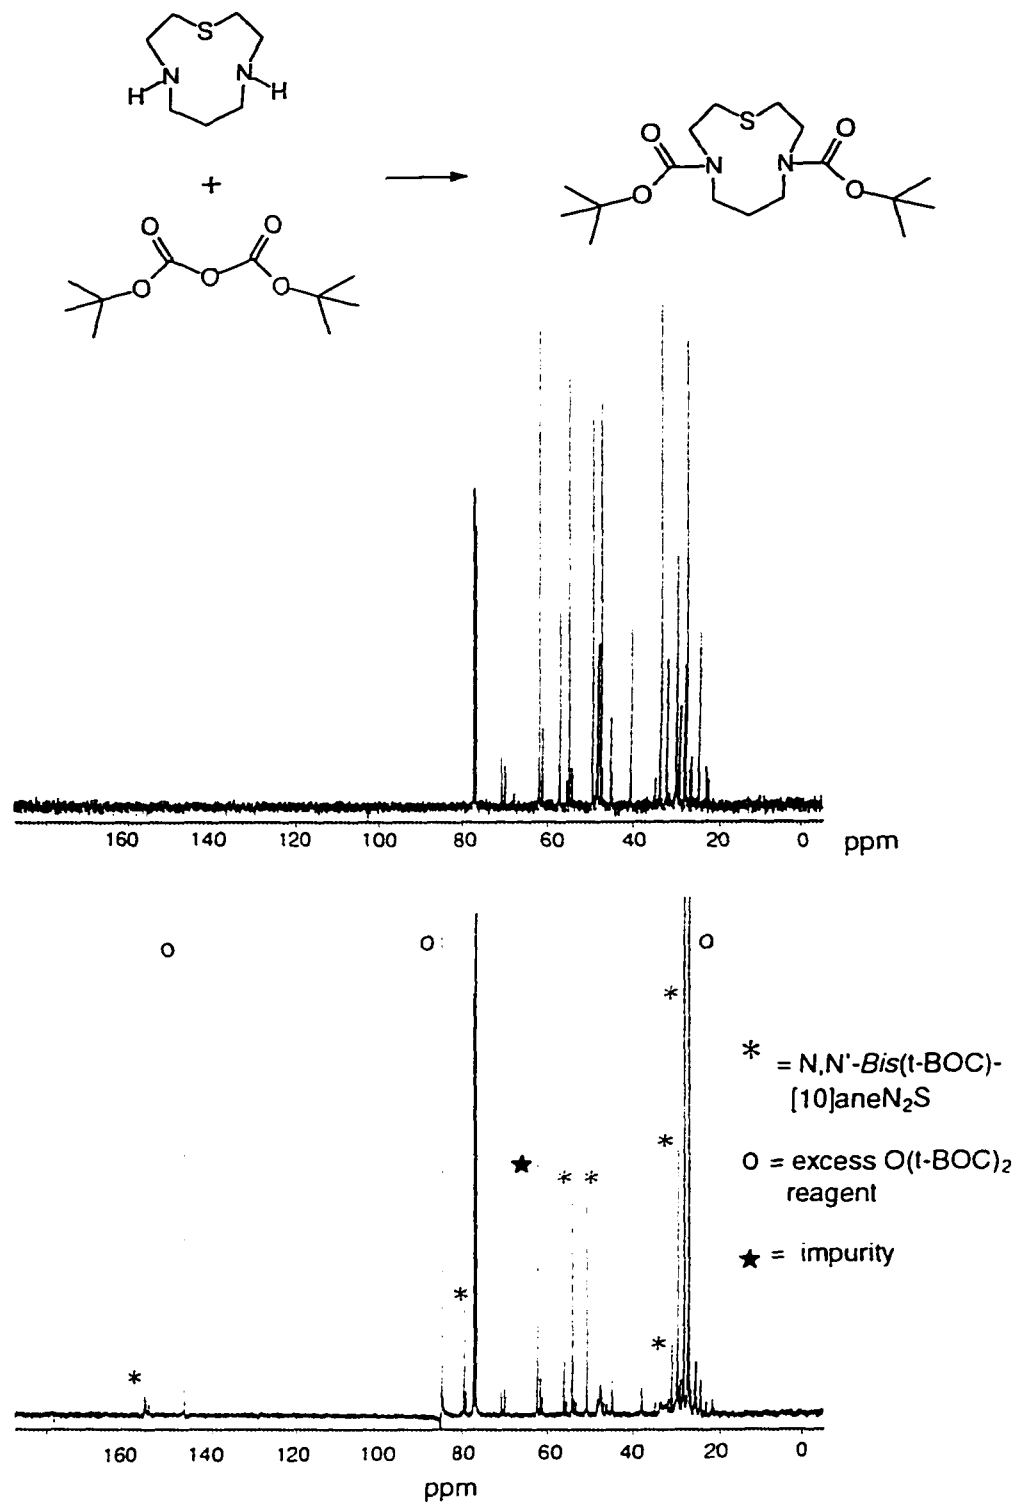 S
N
N
H
H
S
O
O
N
N
+
O
O
O
O
O
O
O
160
140
120
100
80
60
40
20
0
ppm
O
O
O
*
*
★
*
*
*
*
*
* = N,N'-Bis(t-BOC)-
[10]aneN₂S
O = excess O(t-BOC)₂
reagent
★ = impurity
160
140
120
100
80
60
40
20
0
ppm